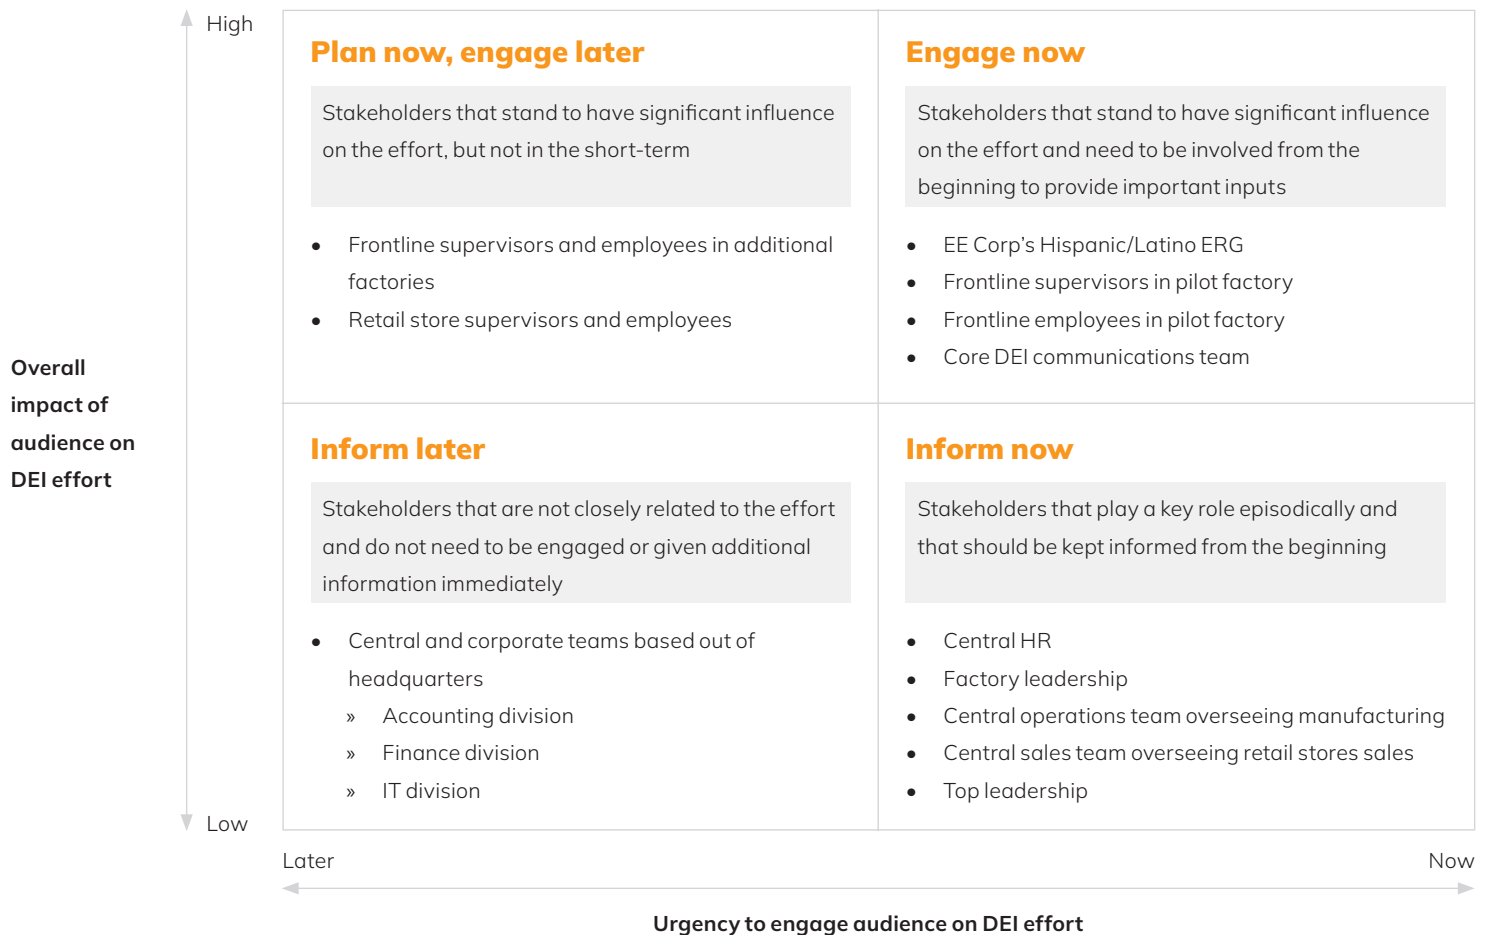 High
Plan now, engage later
Stakeholders that stand to have significant influence
on the effort, but not in the short-term
• Frontline supervisors and employees in additional
factories
• Retail store supervisors and employees
Engage now
Stakeholders that stand to have significant influence
on the effort and need to be involved from the
beginning to provide important inputs
• EE Corp’s Hispanic/Latino ERG
• Frontline supervisors in pilot factory
• Frontline employees in pilot factory
• Core DEI communications team
Overall
impact of
audience on
DEI effort
Inform later
Stakeholders that are not closely related to the effort
and do not need to be engaged or given additional
information immediately
• Central and corporate teams based out of
headquarters
» Accounting division
» Finance division
» IT division
Inform now
Stakeholders that play a key role episodically and
that should be kept informed from the beginning
• Central HR
• Factory leadership
• Central operations team overseeing manufacturing
• Central sales team overseeing retail stores sales
• Top leadership
Low
Later
Now
Urgency to engage audience on DEI effort